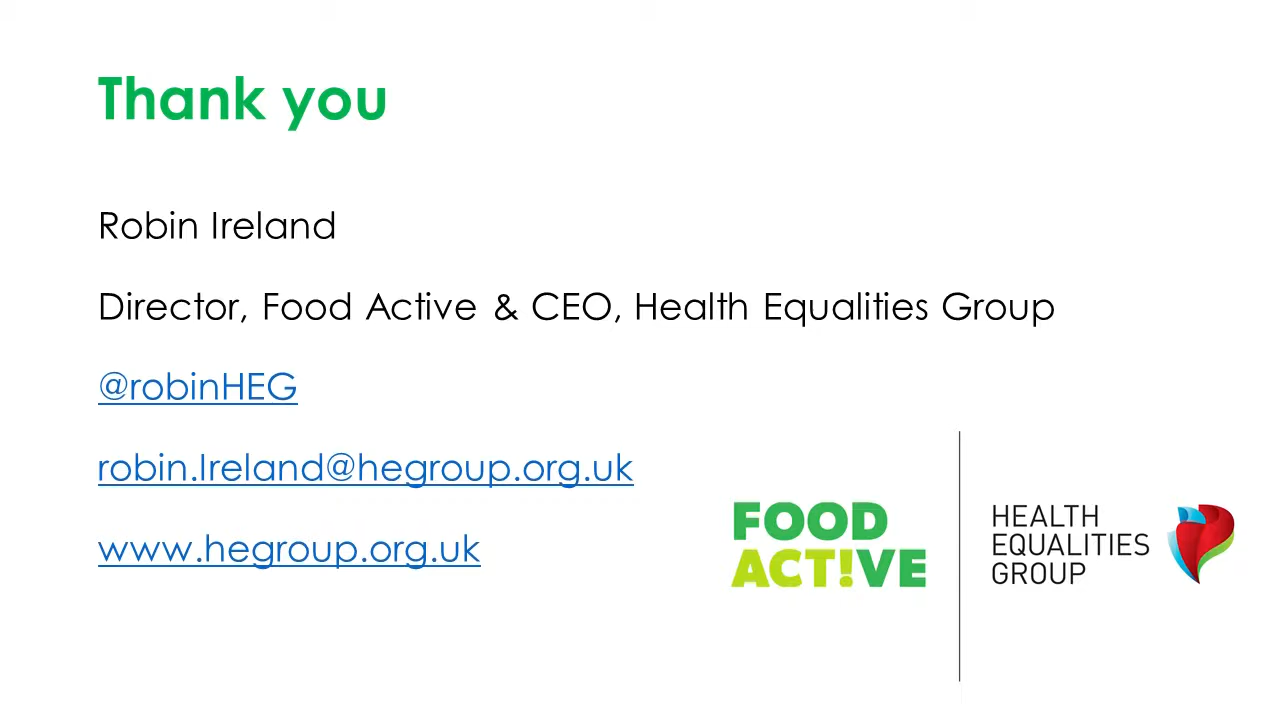 Thank you
Robin Ireland
Director, Food Active & CEO, Health Equalities Group
@robinHEG
robin.Ireland@hegroup.org.uk
www.hegroup.org.uk
FOOD
ACT!VE
HEALTH
EQUALITIES
GROUP